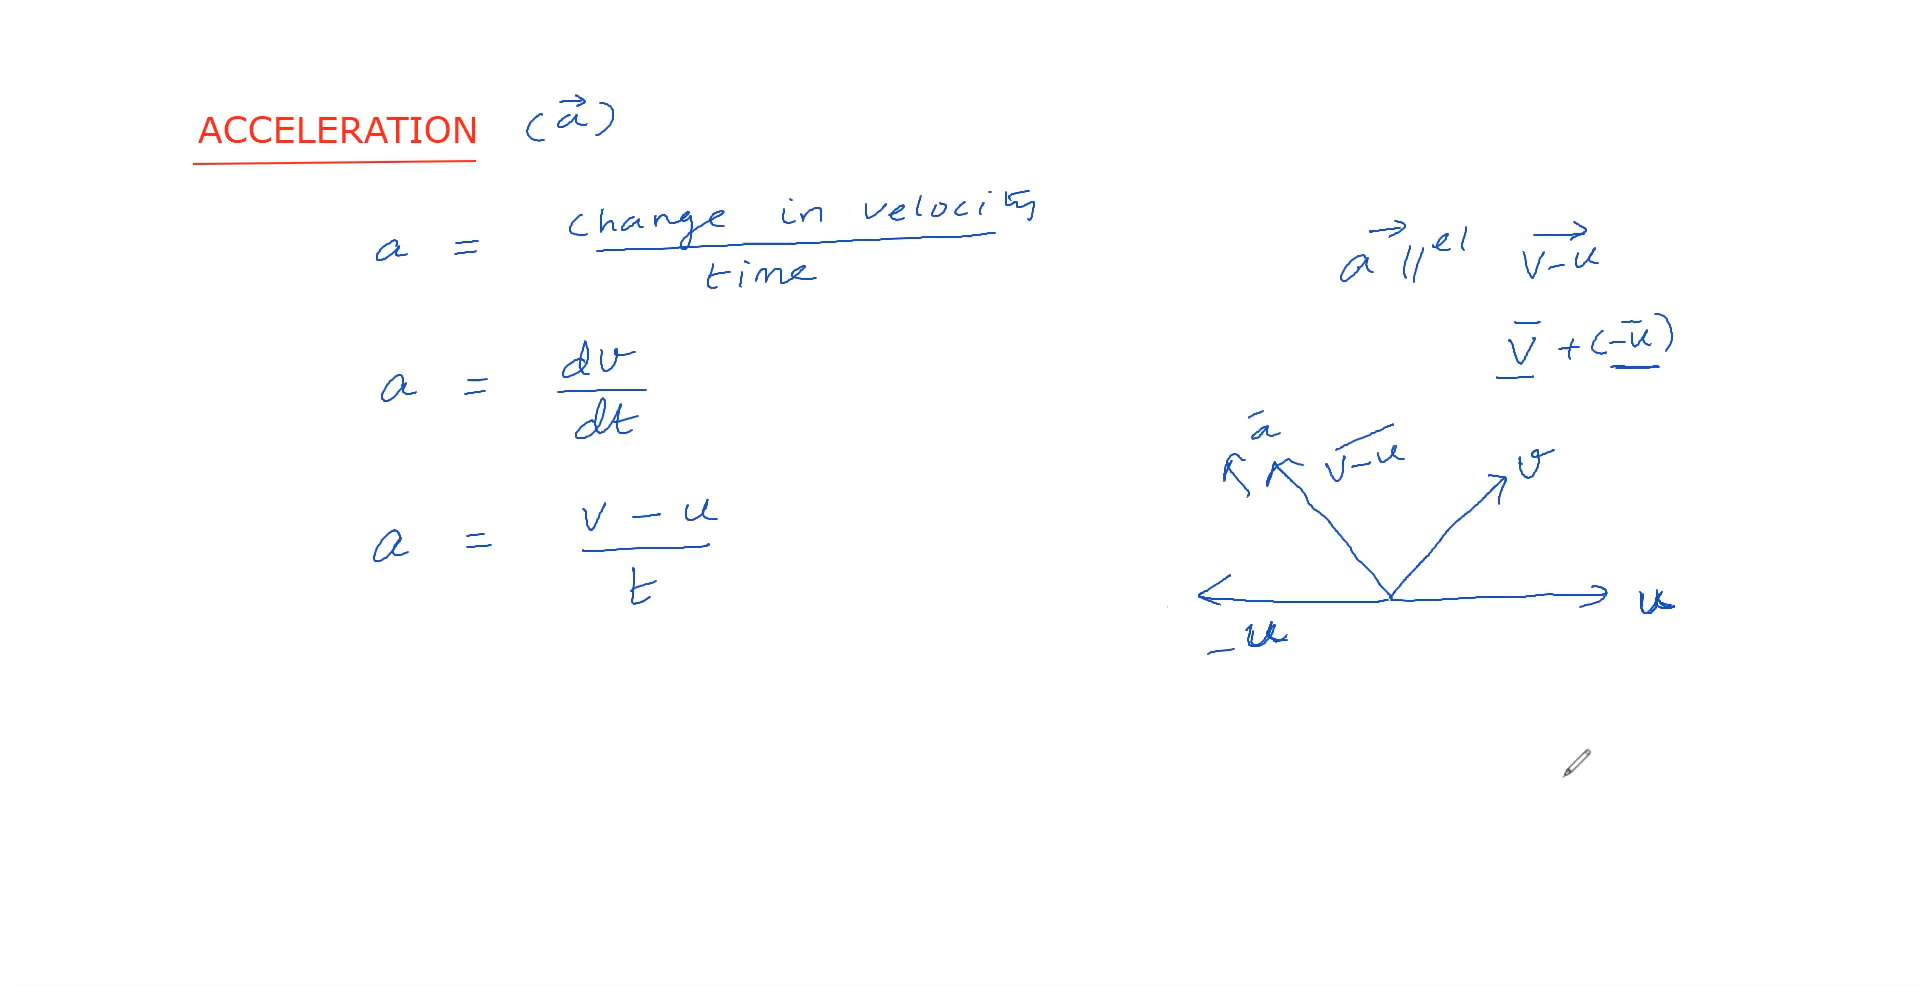 ACCELERATION (a⃗)
a = change in velocity / time
a⃗ ||el v-u⃗
v̅ + (-u̅)
a = dv / dt
a̅ v-u v
a = v - u / t
-u u